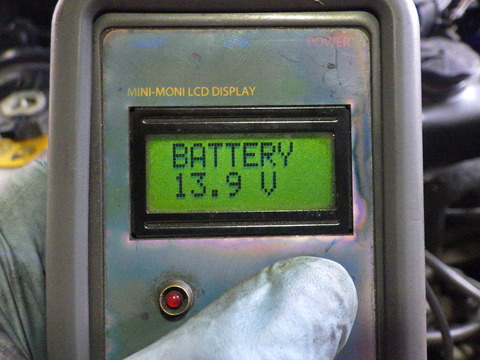 POWER
MINI-MONI LCD DISPLAY
BATTERY
13.9 V